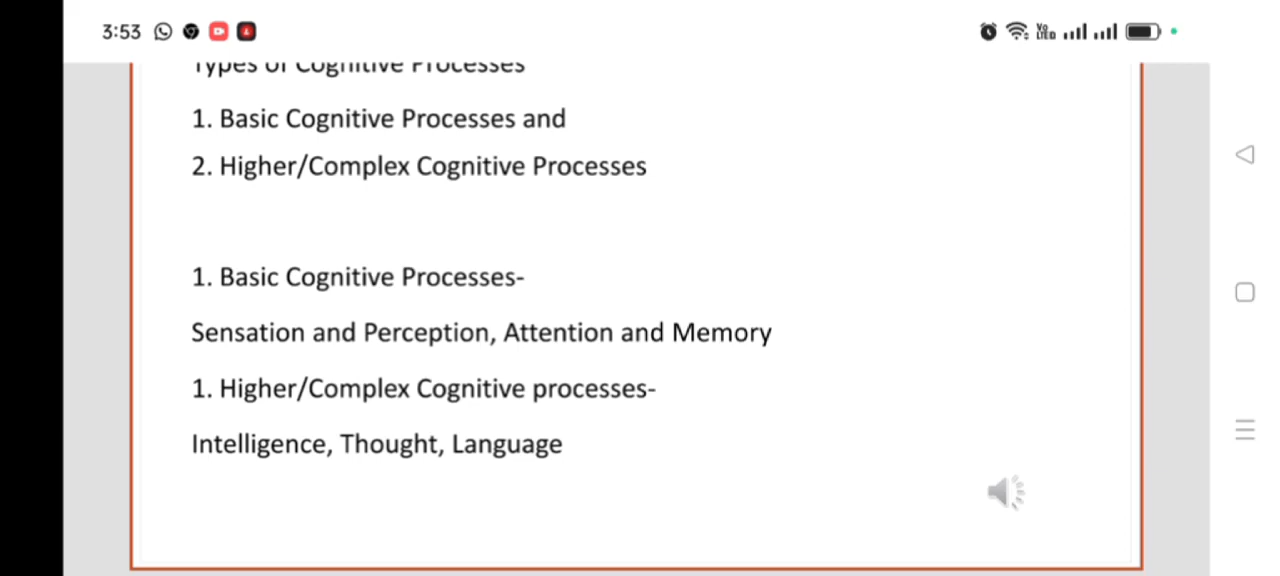 3:53
Types of Cognitive Processes
1. Basic Cognitive Processes and
2. Higher/Complex Cognitive Processes
1. Basic Cognitive Processes-
Sensation and Perception, Attention and Memory
1. Higher/Complex Cognitive processes-
Intelligence, Thought, Language